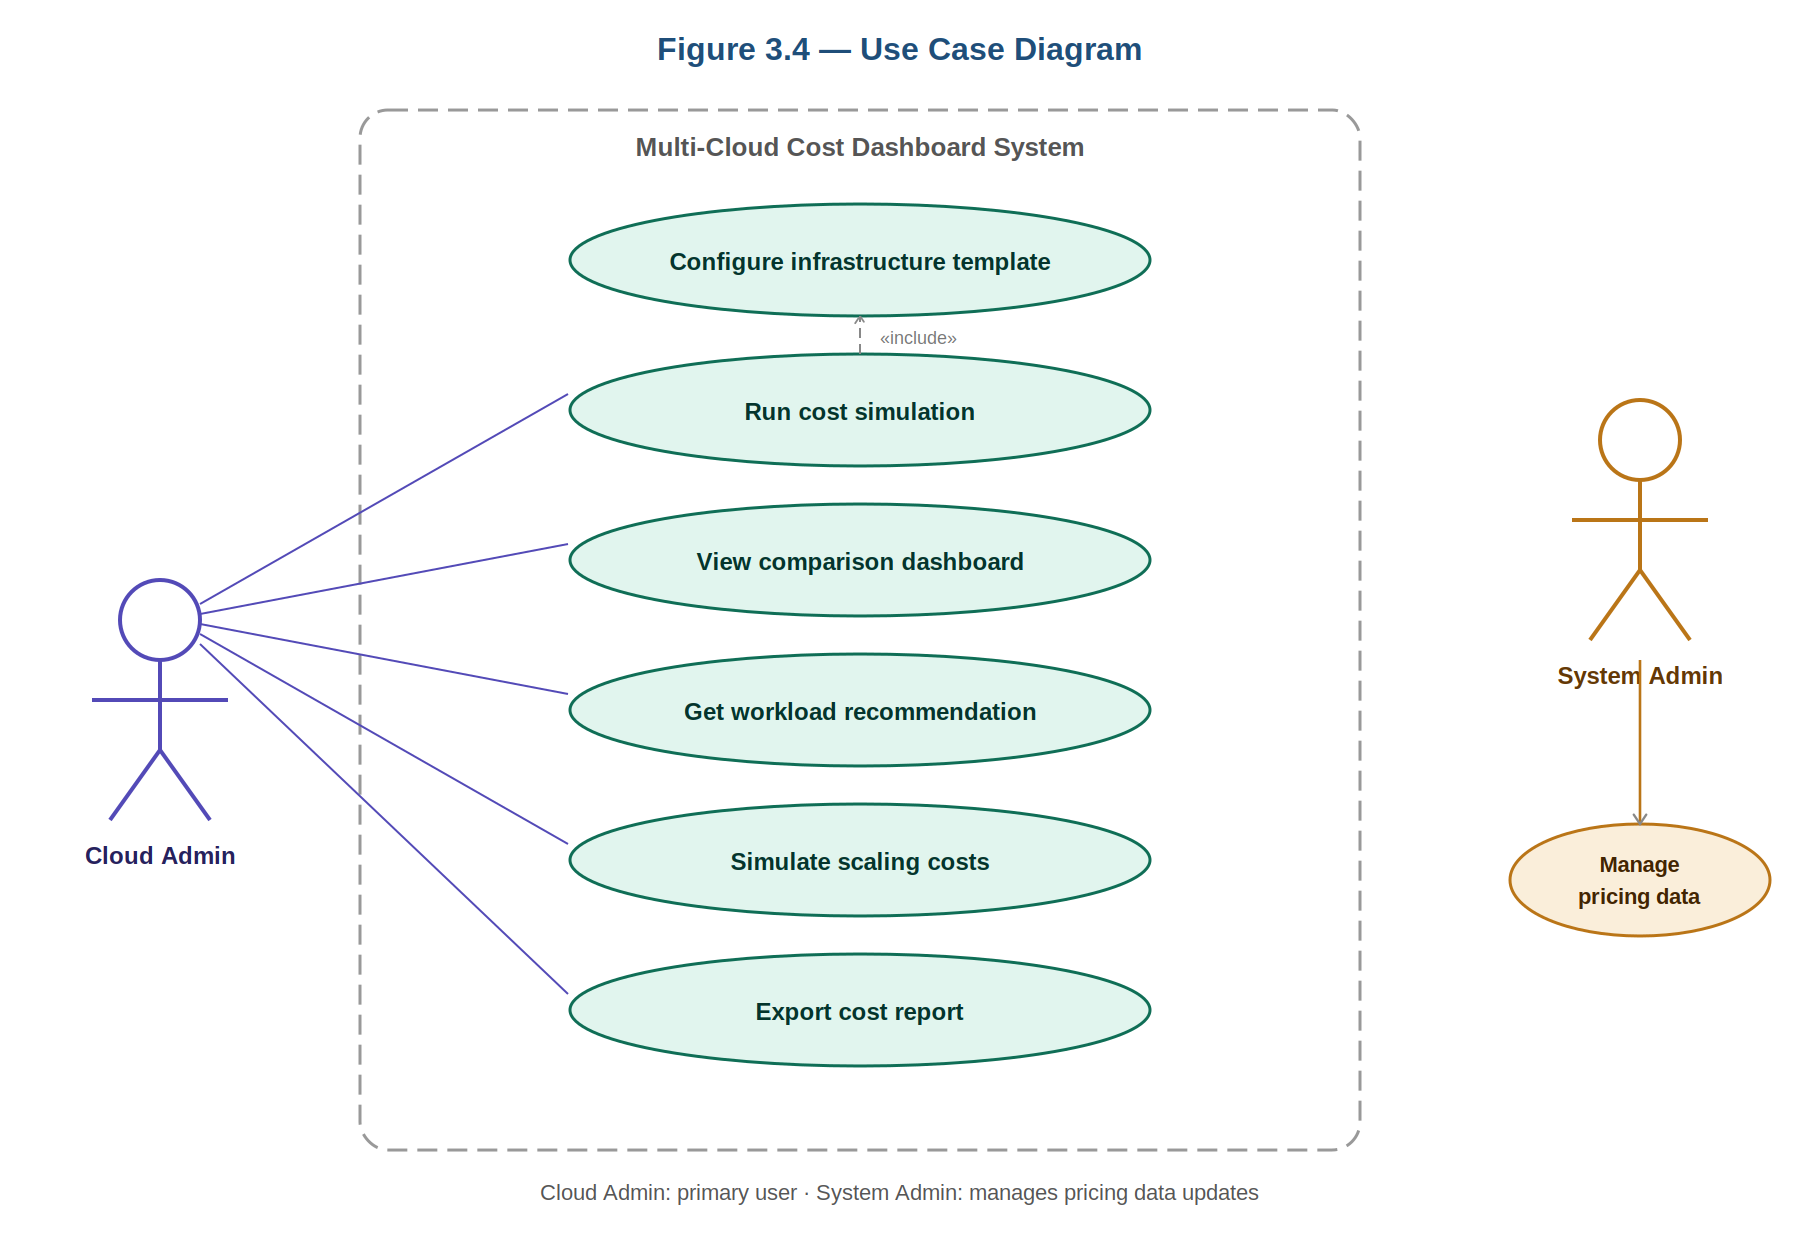 Figure 3.4 — Use Case Diagram
Multi-Cloud Cost Dashboard System
Configure infrastructure template
«include»
Run cost simulation
View comparison dashboard
Get workload recommendation
Simulate scaling costs
Export cost report
Cloud Admin
System Admin
Manage
pricing data
Cloud Admin: primary user · System Admin: manages pricing data updates